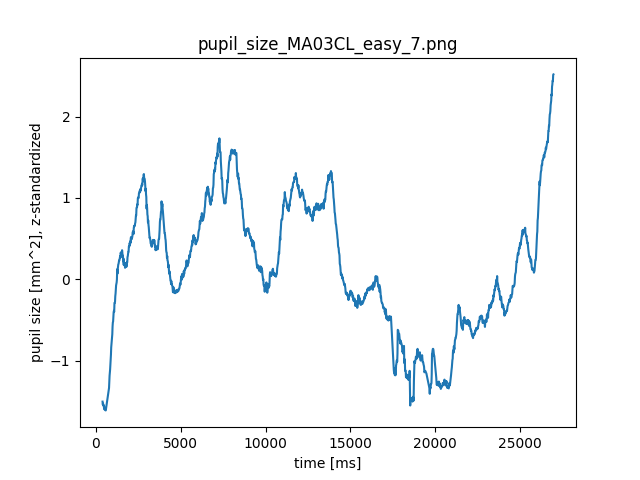 pupil_size_MA03CL_easy_7.png
pupil size [mm^2], z-standardized
2
1
0
−1
0 5000 10000 15000 20000 25000
time [ms]